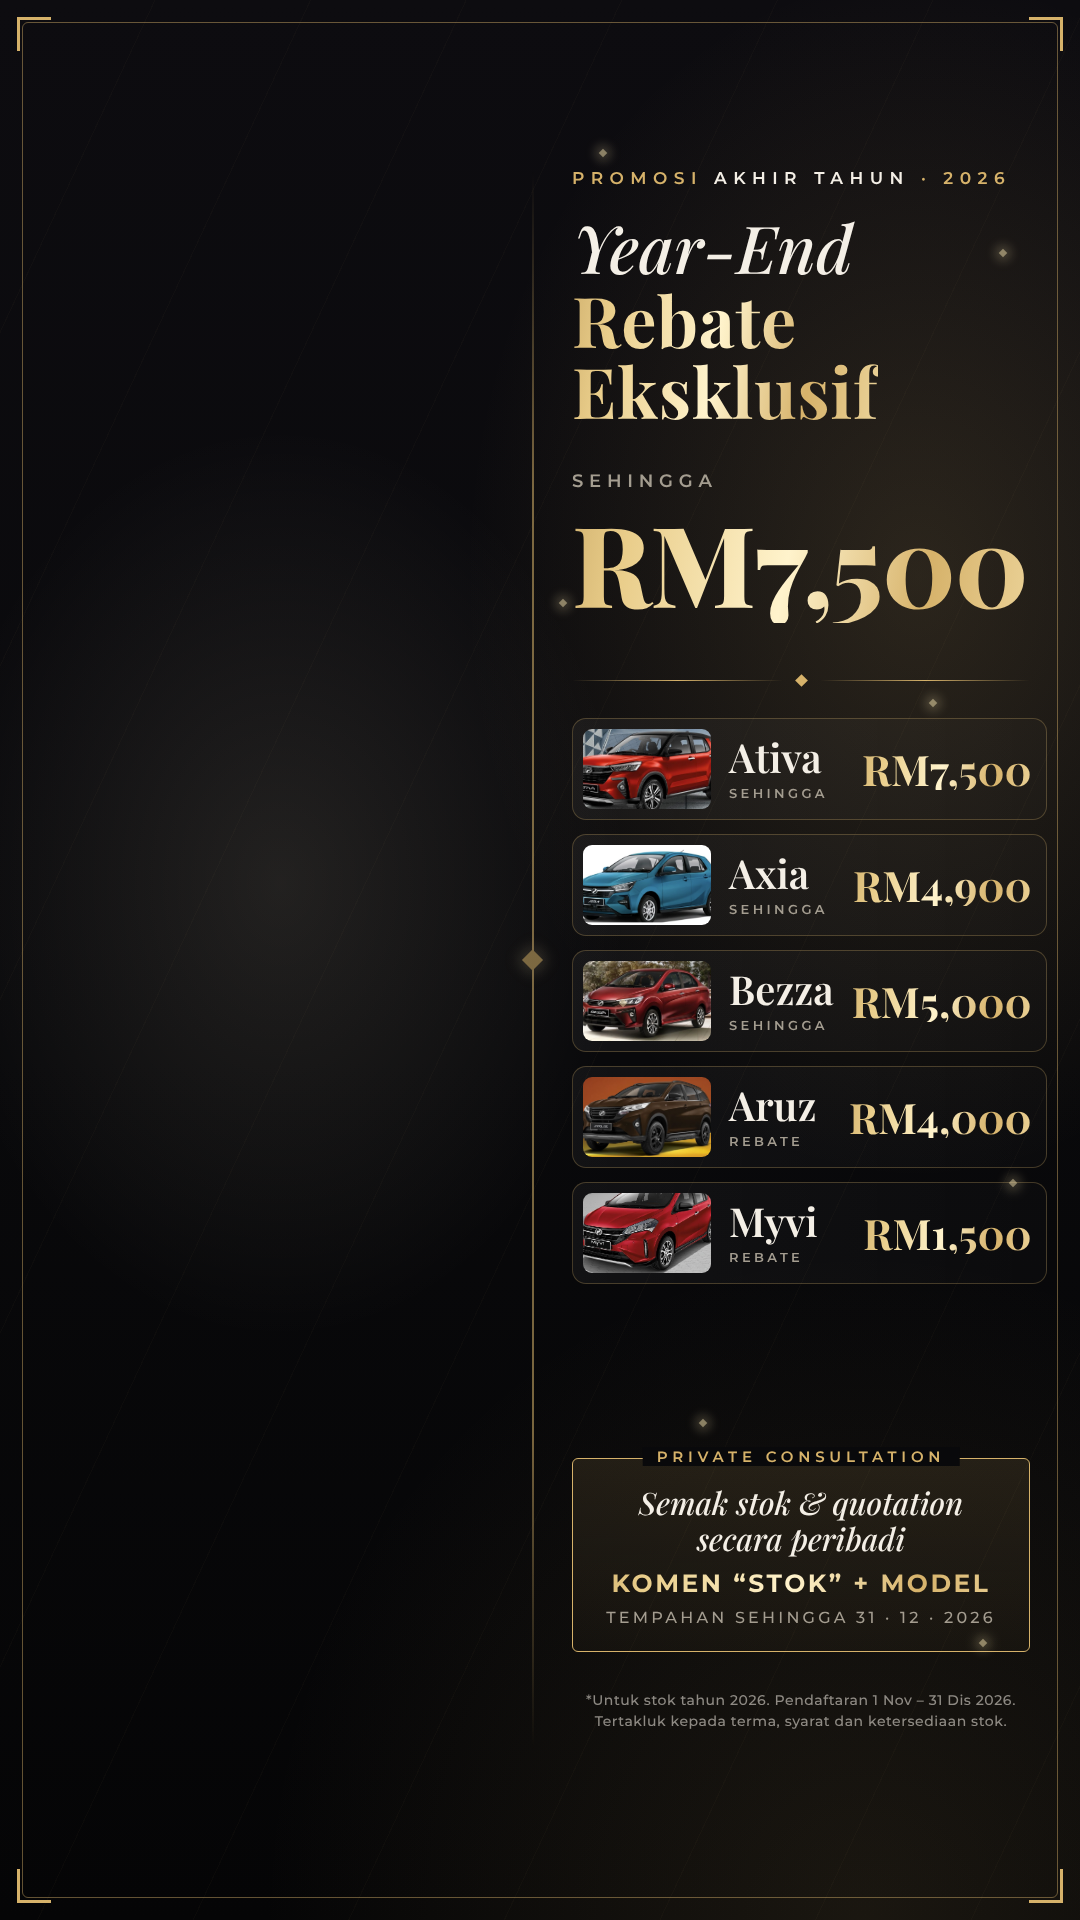 PROMOSI AKHIR TAHUN · 2026
Year-End
Rebate
Eksklusif
SEHINGGA
RM7,500
Ativa
SEHINGGA
RM7,500
Axia
SEHINGGA
RM4,900
Bezza
SEHINGGA
RM5,000
Aruz
REBATE
RM4,000
Myvi
REBATE
RM1,500
PRIVATE CONSULTATION
Semak stok & quotation
secara peribadi
KOMEN “STOK” + MODEL
TEMPAHAN SEHINGGA 31 · 12 · 2026
*Untuk stok tahun 2026. Pendaftaran 1 Nov – 31 Dis 2026.
Tertakluk kepada terma, syarat dan ketersediaan stok.